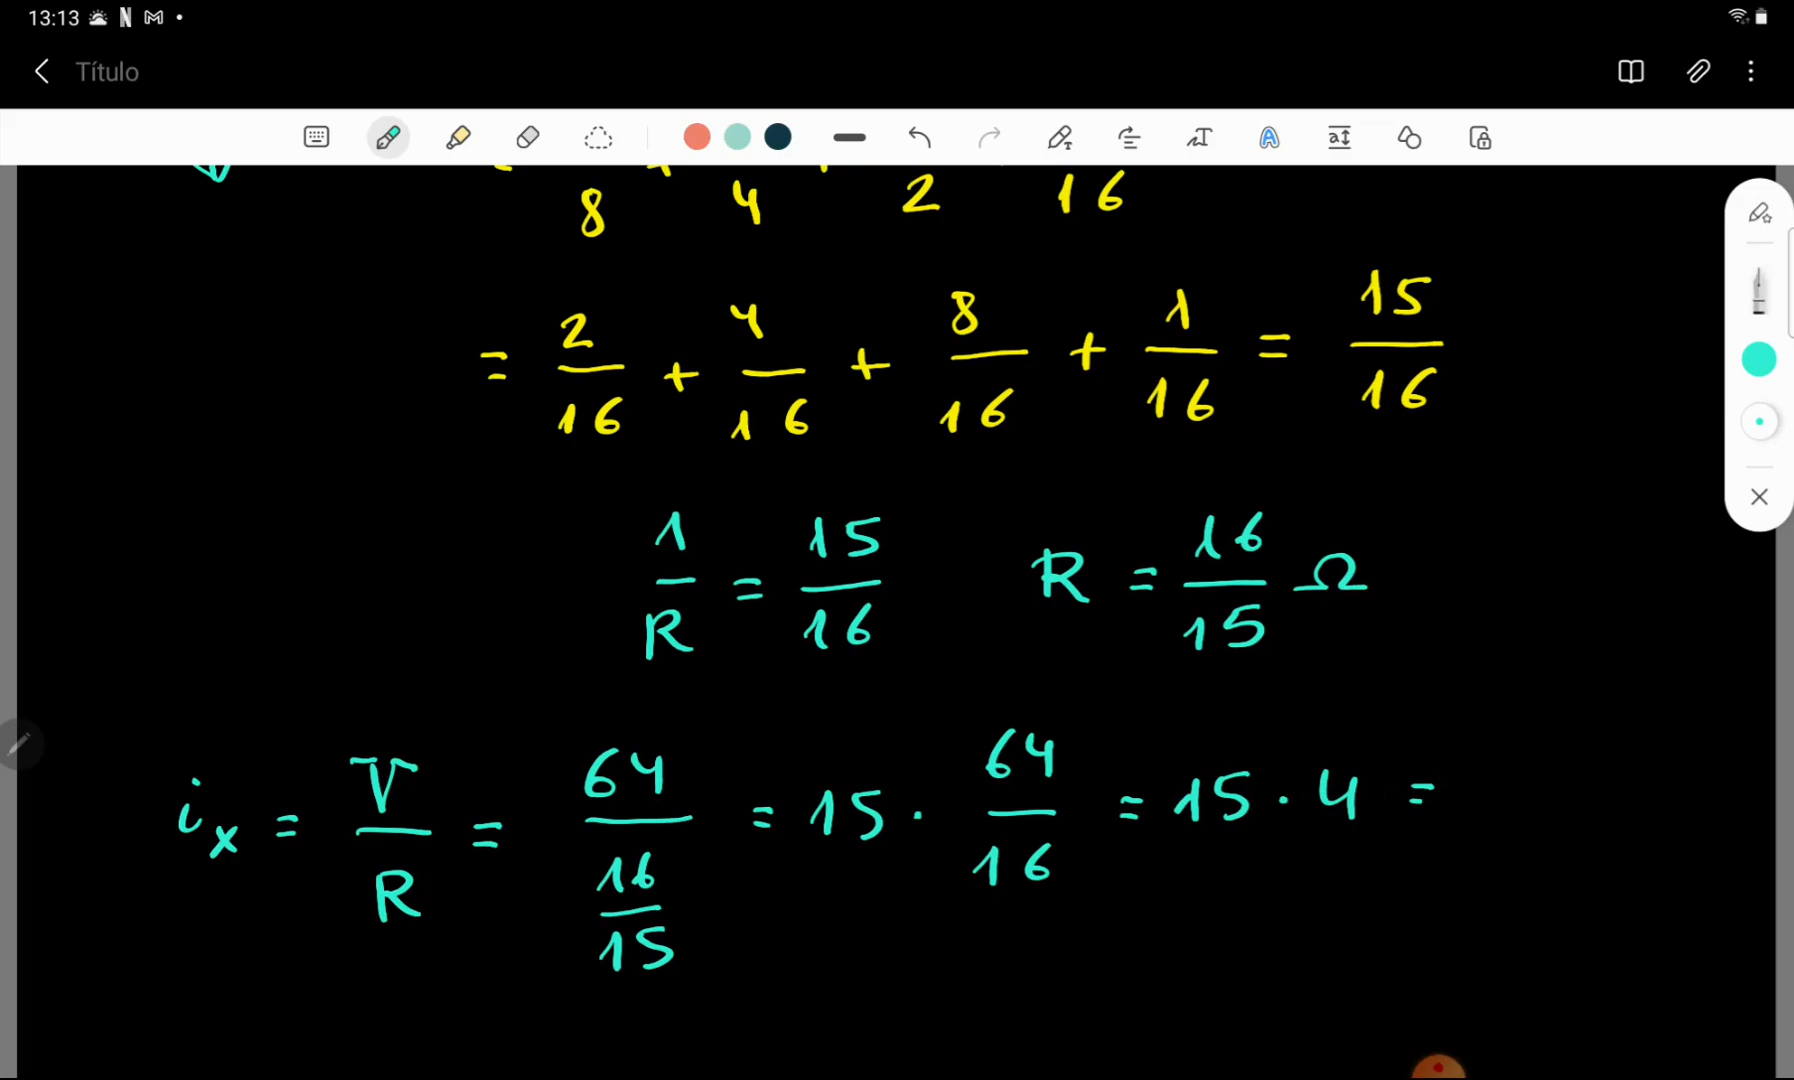 13:13
Título
8 4 2 16
= 2/16 + 4/16 + 8/16 + 1/16 = 15/16
1/R = 15/16 R = 16/15 Ω
iₓ = V/R = 64/(16/15) = 15 · 64/16 = 15 · 4 =